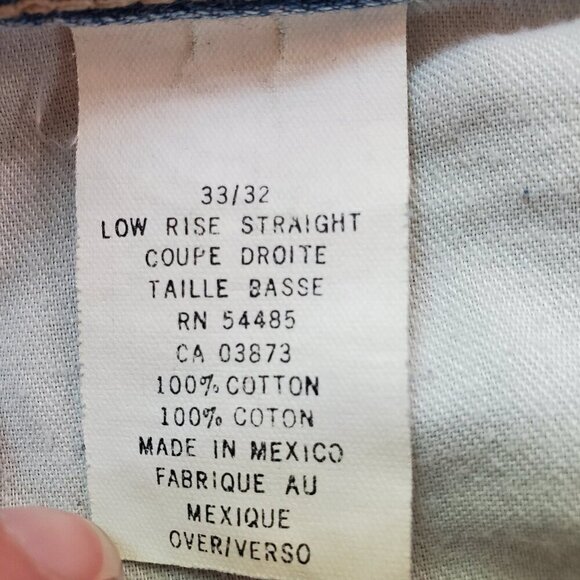 33/32
LOW RISE STRAIGHT
COUPE DROITE
TAILLE BASSE
RN 54485
CA 03873
100% COTTON
100% COTON
MADE IN MEXICO
FABRIQUE AU
MEXIQUE
OVER/VERSO